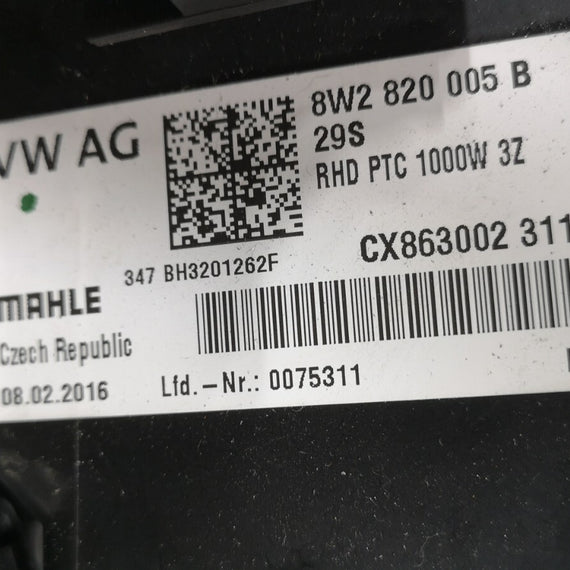 VW AG
8W2 820 005 B
29S
RHD PTC 1000W 3Z
CX863002 311
347 BH3201262F
MAHLE
Czech Republic
08.02.2016
Lfd.-Nr.: 0075311